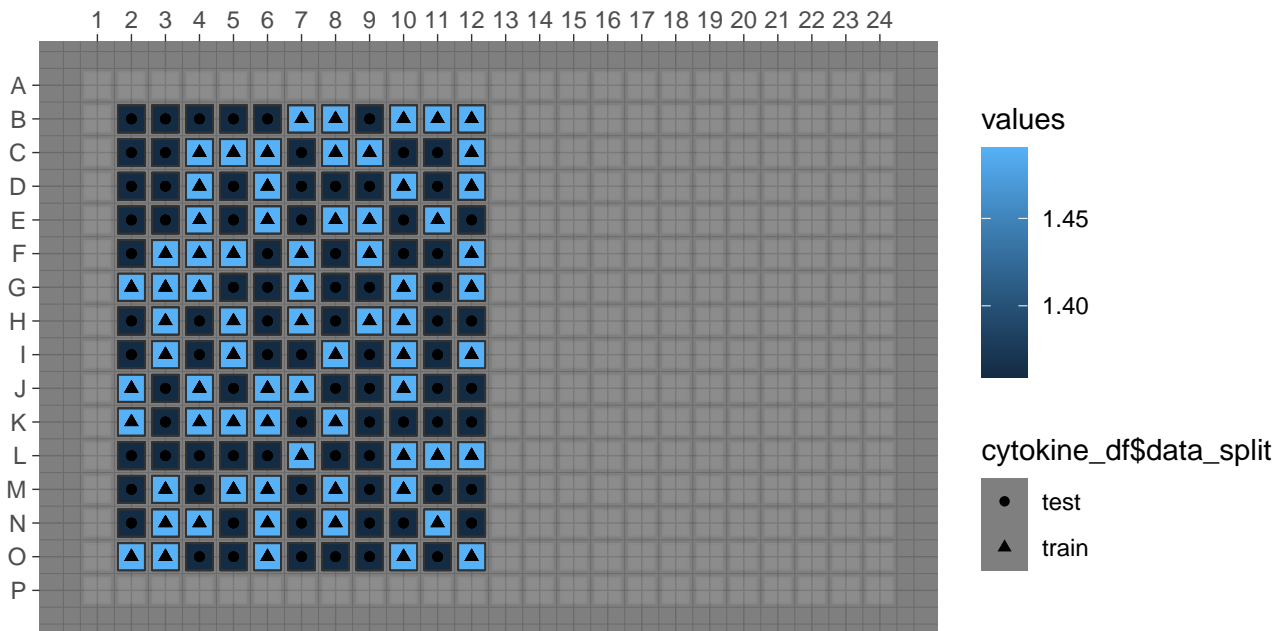 1 2 3 4 5 6 7 8 9 10 11 12 13 14 15 16 17 18 19 20 21 22 23 24
A
B
C
D
E
F
G
H
I
J
K
L
M
N
O
P
values
1.45
1.40
cytokine_df$data_split
test
train